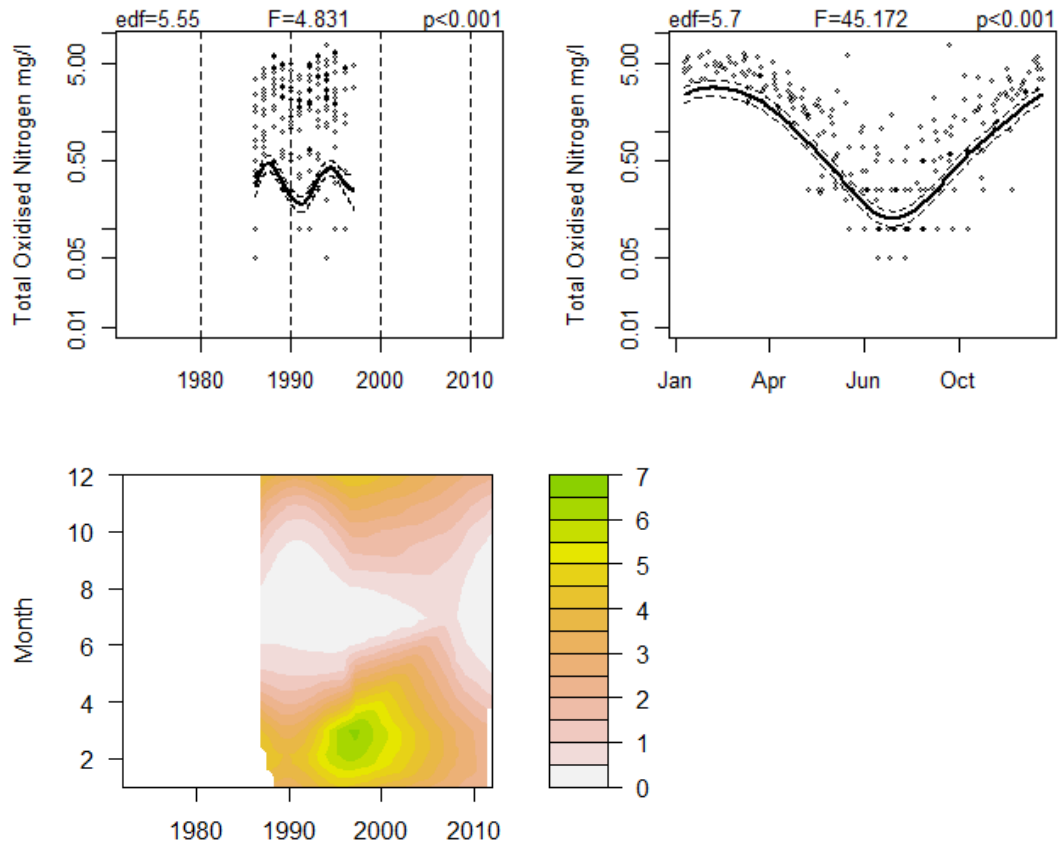 edf=5.55 F=4.831 p<0.001
Total Oxidised Nitrogen mg/l
5.00
0.50
0.05
0.01
1980 1990 2000 2010
edf=5.7 F=45.172 p<0.001
Total Oxidised Nitrogen mg/l
5.00
0.50
0.05
0.01
Jan Apr Jun Oct
Month
12
10
8
6
4
2
1980 1990 2000 2010
7
6
5
4
3
2
1
0